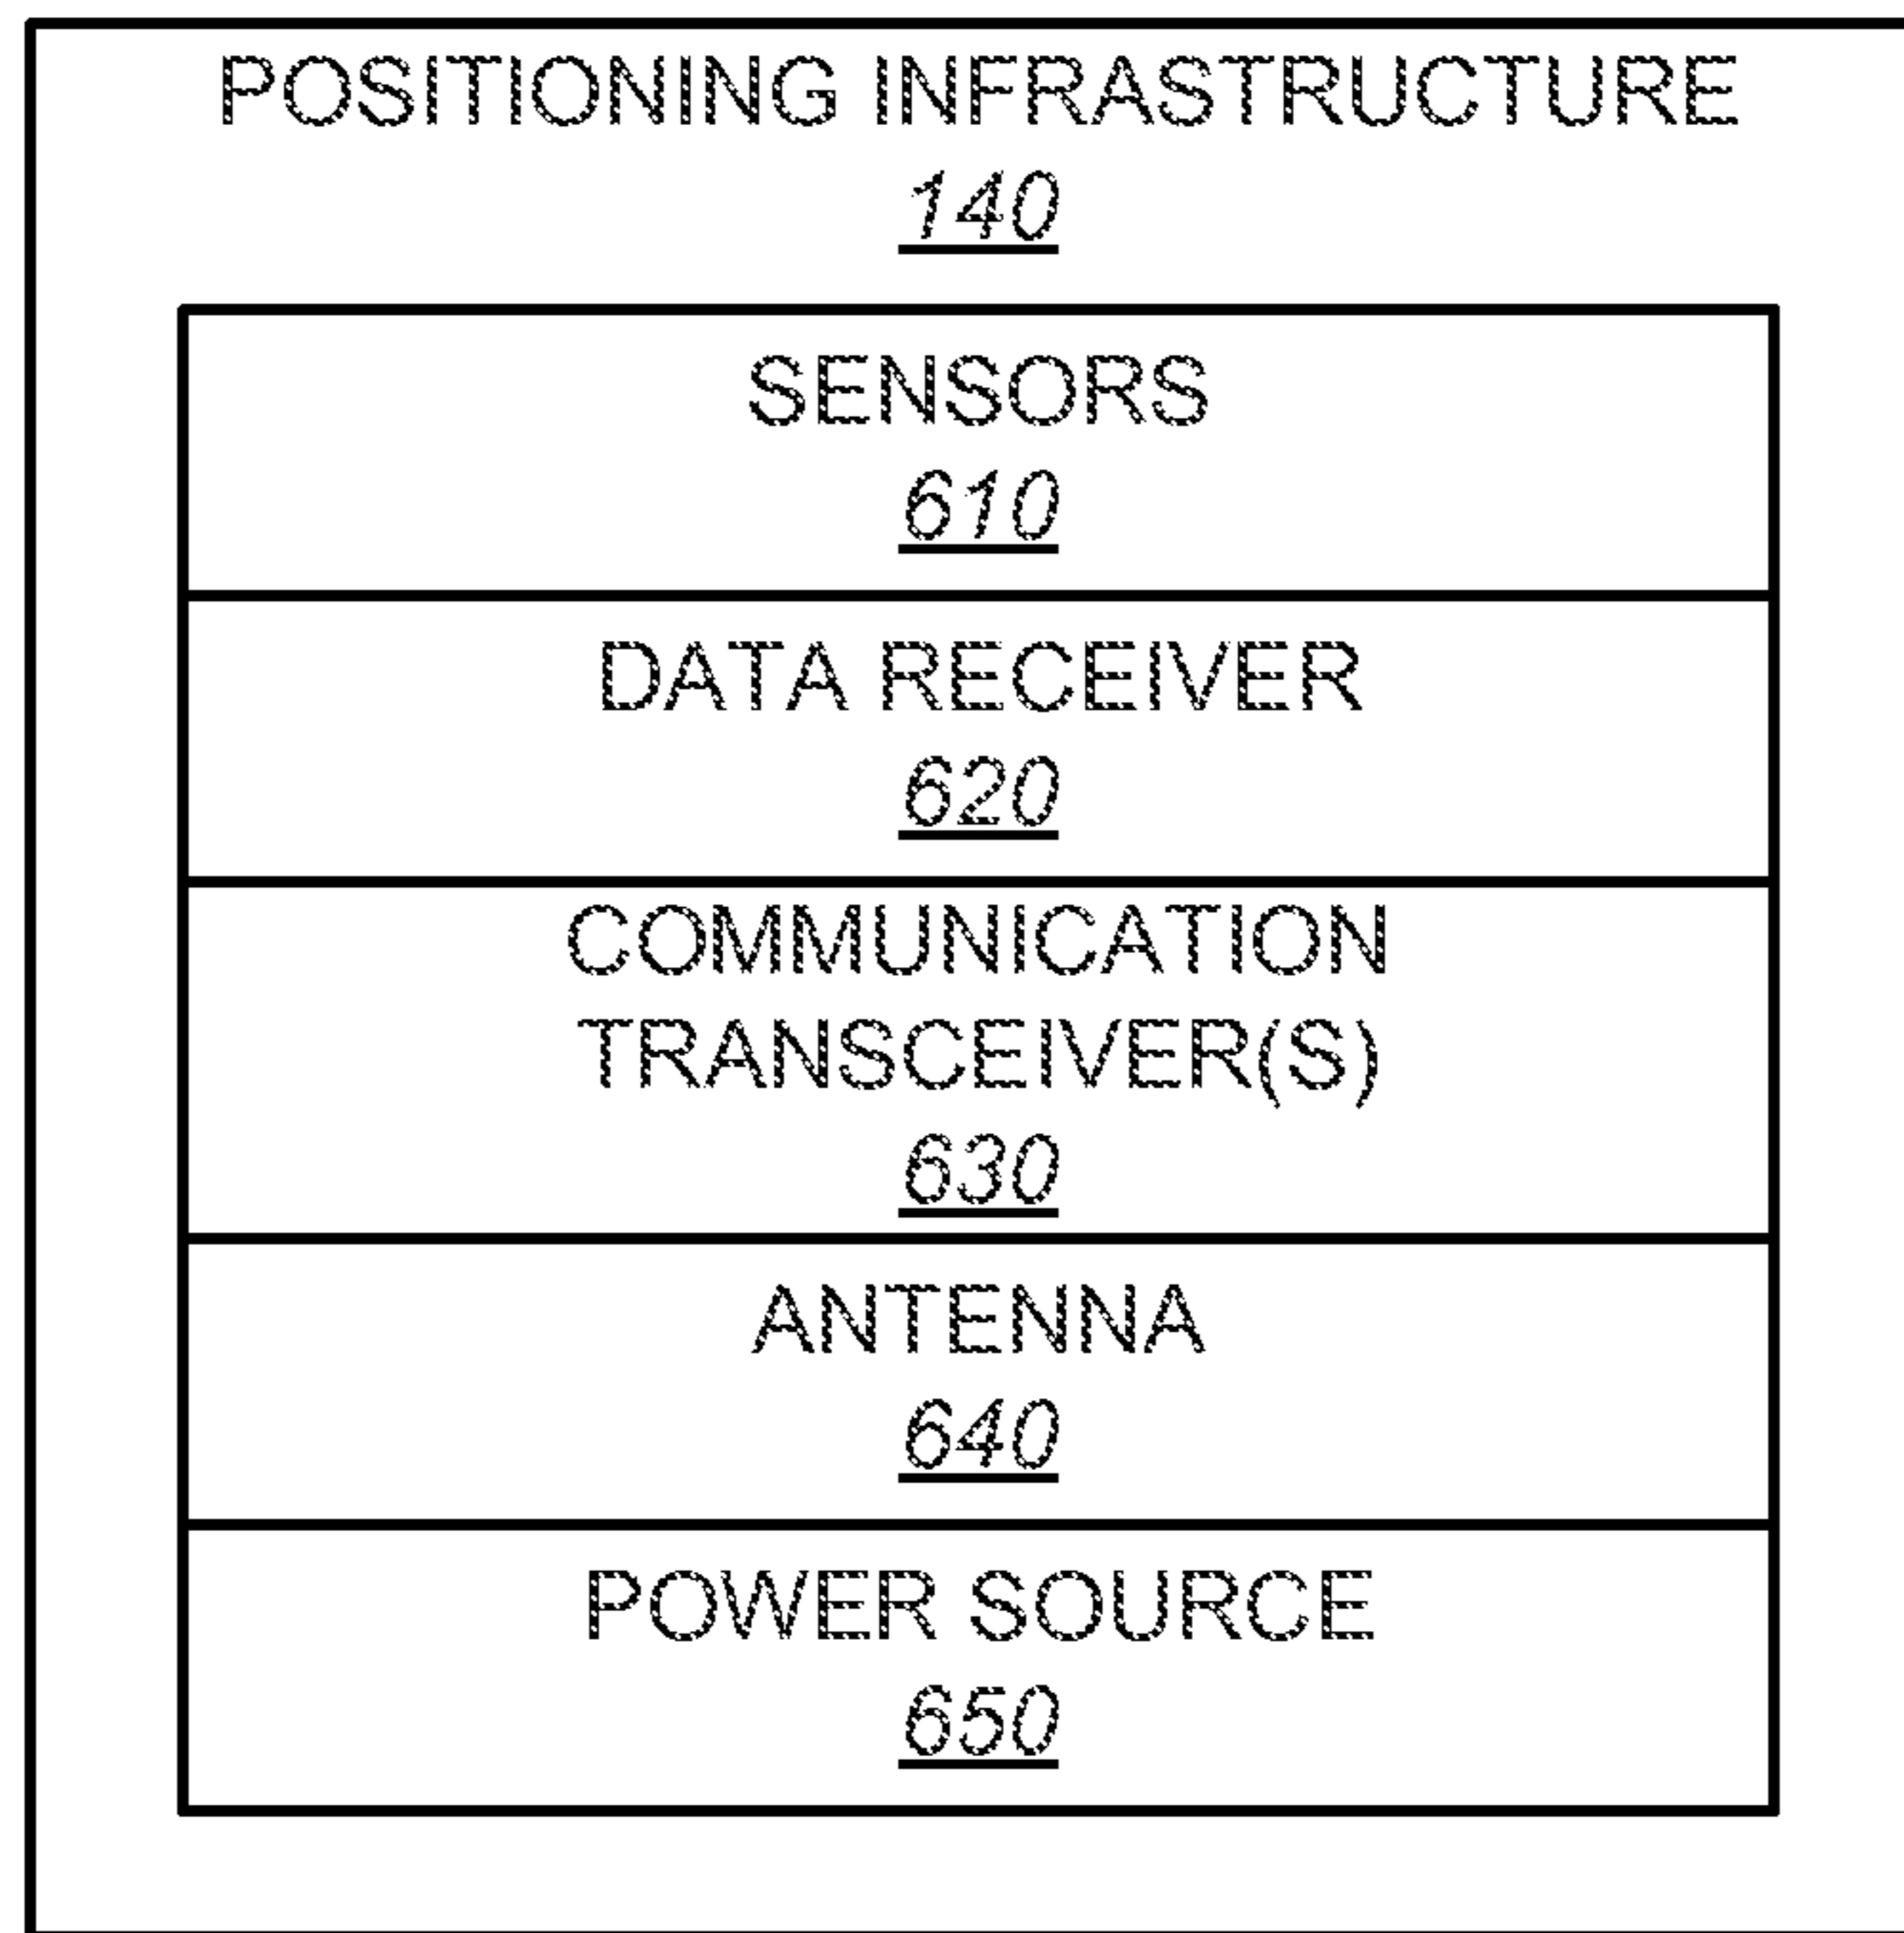 POSITIONING INFRASTRUCTURE
140
SENSORS
610
DATA RECEIVER
620
COMMUNICATION
TRANSCEIVER(S)
630
ANTENNA
640
POWER SOURCE
650